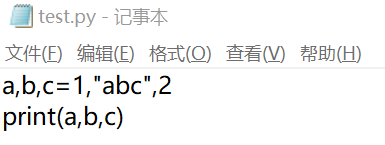 test.py - 记事本
文件(F) 编辑(E) 格式(O) 查看(V) 帮助(H)
a,b,c=1,"abc",2
print(a,b,c)